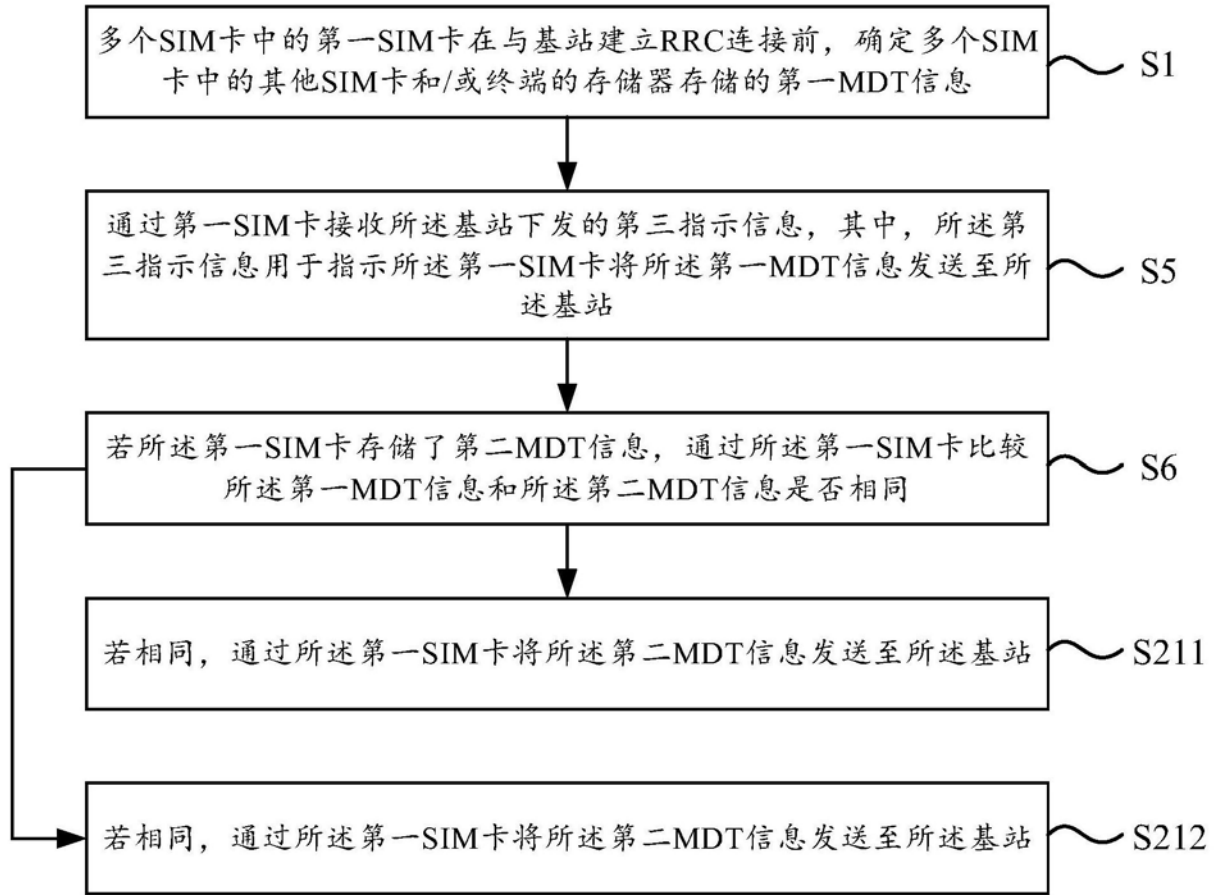 多个SIM卡中的第一SIM卡在与基站建立RRC连接前，确定多个SIM
卡中的其他SIM卡和/或终端的存储器存储的第一MDT信息
S1
通过第一SIM卡接收所述基站下发的第三指示信息，其中，所述第
三指示信息用于指示所述第一SIM卡将所述第一MDT信息发送至所
述基站
S5
若所述第一SIM卡存储了第二MDT信息，通过所述第一SIM卡比较
所述第一MDT信息和所述第二MDT信息是否相同
S6
若相同，通过所述第一SIM卡将所述第二MDT信息发送至所述基站
S211
若相同，通过所述第一SIM卡将所述第二MDT信息发送至所述基站
S212